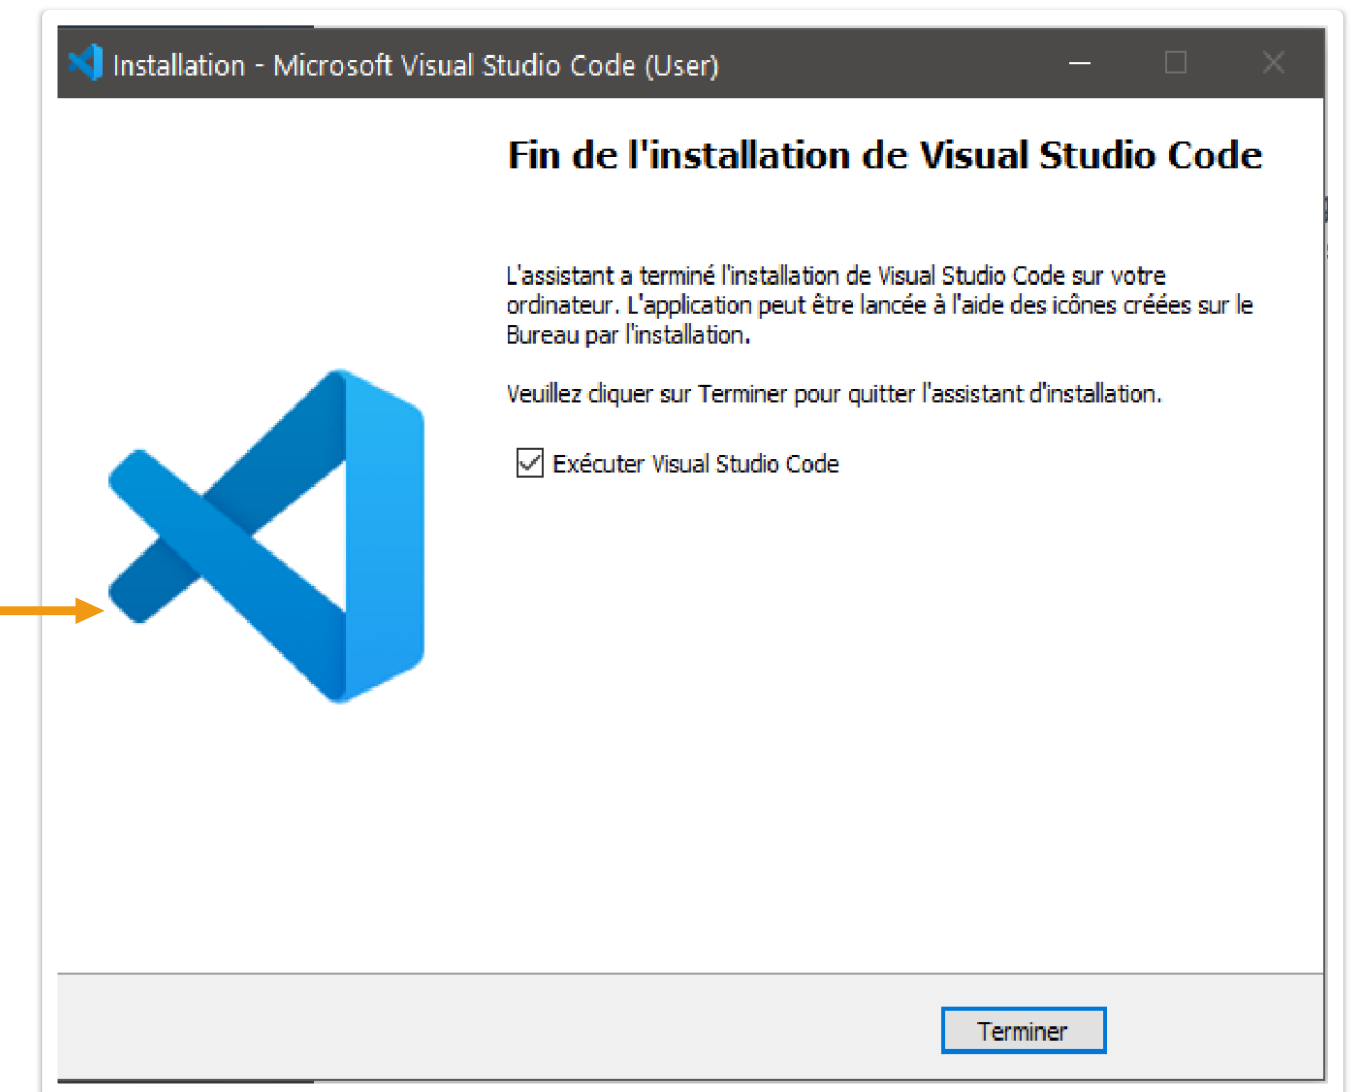 Installation - Microsoft Visual Studio Code (User)
Fin de l'installation de Visual Studio Code
L'assistant a terminé l'installation de Visual Studio Code sur votre
ordinateur. L'application peut être lancée à l'aide des icônes créées sur le
Bureau par l'installation.
Veuillez cliquer sur Terminer pour quitter l'assistant d'installation.
Exécuter Visual Studio Code
Terminer